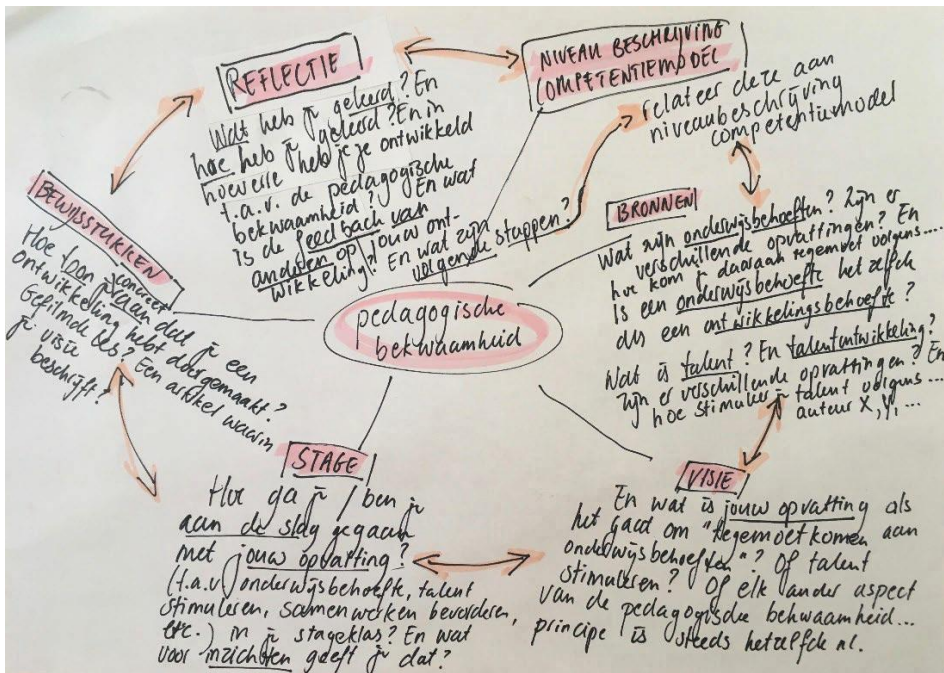 REFLECTIE
Wat heb je geleerd? En
hoe heb je geleerd? En in
hoeverre heb je je ontwikkeld
t.a.v. de pedagogische
bekwaamheid? En wat
is de feedback van
anderen op jouw ont-
wikkeling? En wat zijn
volgende stappen?
NIVEAU BESCHRIJVING
COMPETENTIEMODEL
relateer deze aan
niveaubeschrijving
competentiemodel
BEWIJSSTUKKEN
Hoe toon je concreet aan dat je een
ontwikkeling hebt doorgemaakt?
Gefilmde les? Een artikel waarin
je visie
beschrijft?
BRONNEN
Wat zijn onderwijsbehoeften? Zijn er
verschillende opvattingen? En
hoe kom je daaraan tegemoet volgens....
Is een onderwijsbehoefte hetzelfde
als een ontwikkelingsbehoefte?
Wat is talent? En talentontwikkeling?
Zijn er verschillende opvattingen? En
hoe stimuleer je talent volgens...
auteur X, Y, ...
pedagogische
bekwaamheid
STAGE
Hoe ga je / ben je
aan de slag gegaan
met jouw opvatting?
(t.a.v. onderwijsbehoefte, talent
stimuleren, samenwerken bevorderen,
etc.) in je stageklas? En wat
voor inzichten geeft je dat?
VISIE
En wat is jouw opvatting als
het gaat om "tegemoetkomen aan
onderwijsbehoeften"? Of talent
stimuleren? Of elk ander aspect
van de pedagogische bekwaamheid...
principe is steeds hetzelfde nl.